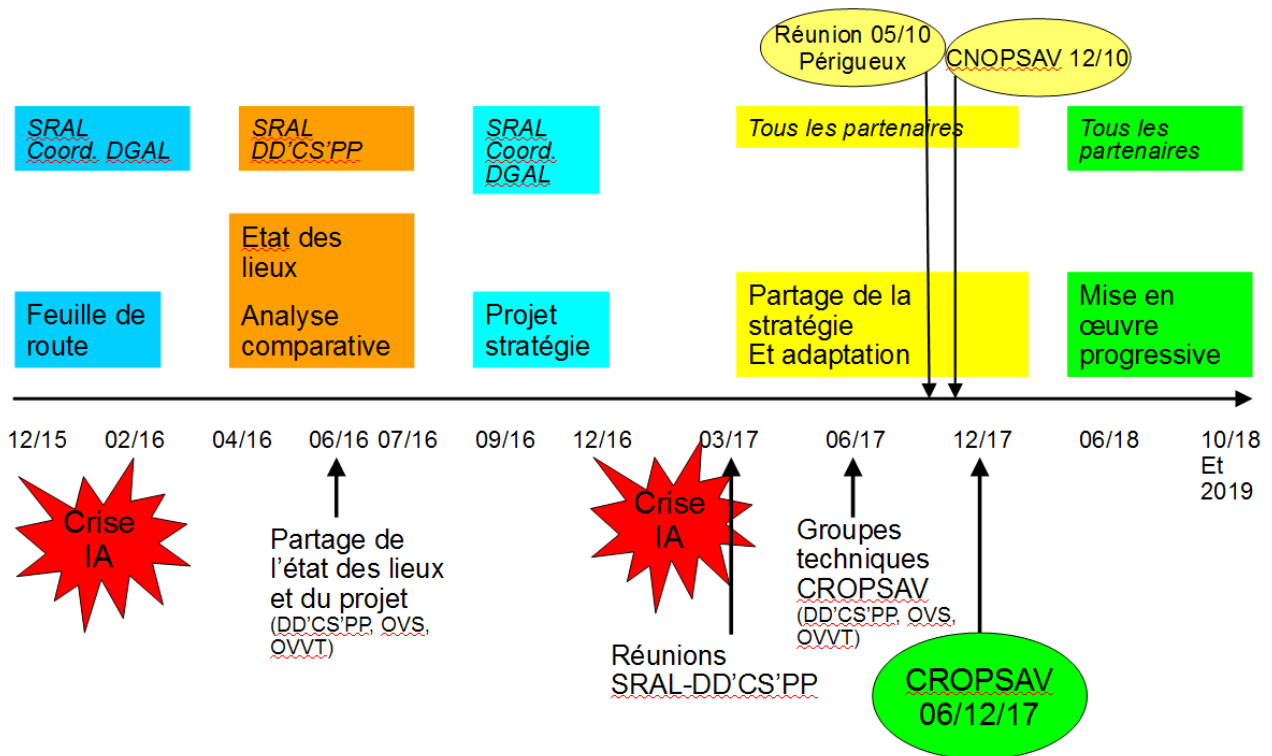 Réunion 05/10
Périgueux
CNOPSAV 12/10
SRAL
Coord. DGAL
SRAL
DD'CS'PP
SRAL
Coord.
DGAL
Tous les partenaires
Tous les
partenaires
Feuille de
route
Etat des
lieux
Analyse
comparative
Projet
stratégie
Partage de la
stratégie
Et adaptation
Mise en
œuvre
progressive
12/15
02/16
04/16
06/16
07/16
09/16
12/16
03/17
06/17
12/17
06/18
10/18
Et
2019
Crise
IA
Partage de
l'état des lieux
et du projet
(DD'CS'PP, OVS,
OVVT)
Crise
IA
Réunions
SRAL-DD'CS'PP
Groupes
techniques
CROPSAV
(DD'CS'PP, OVS,
OVVT)
CROPSAV
06/12/17